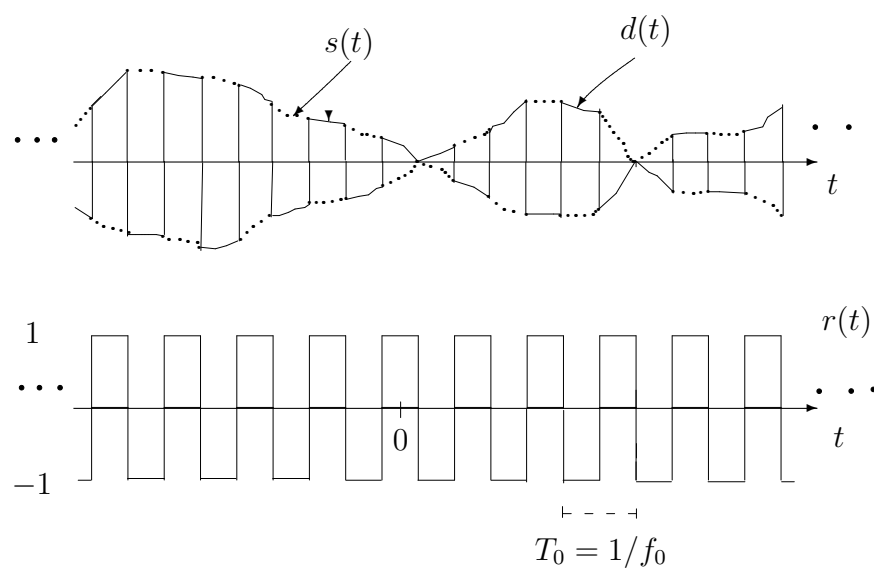 s(t)
d(t)
t
1
r(t)
0
t
−1
T₀ = 1/f₀